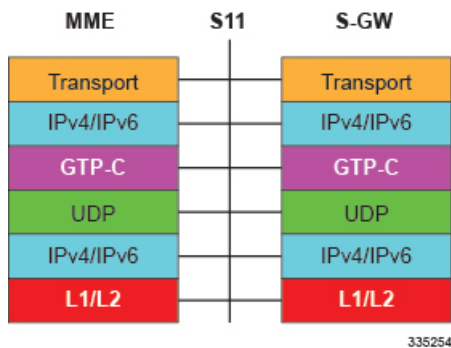 MME S11 S-GW
Transport Transport
IPv4/IPv6 IPv4/IPv6
GTP-C GTP-C
UDP UDP
IPv4/IPv6 IPv4/IPv6
L1/L2 L1/L2
335254